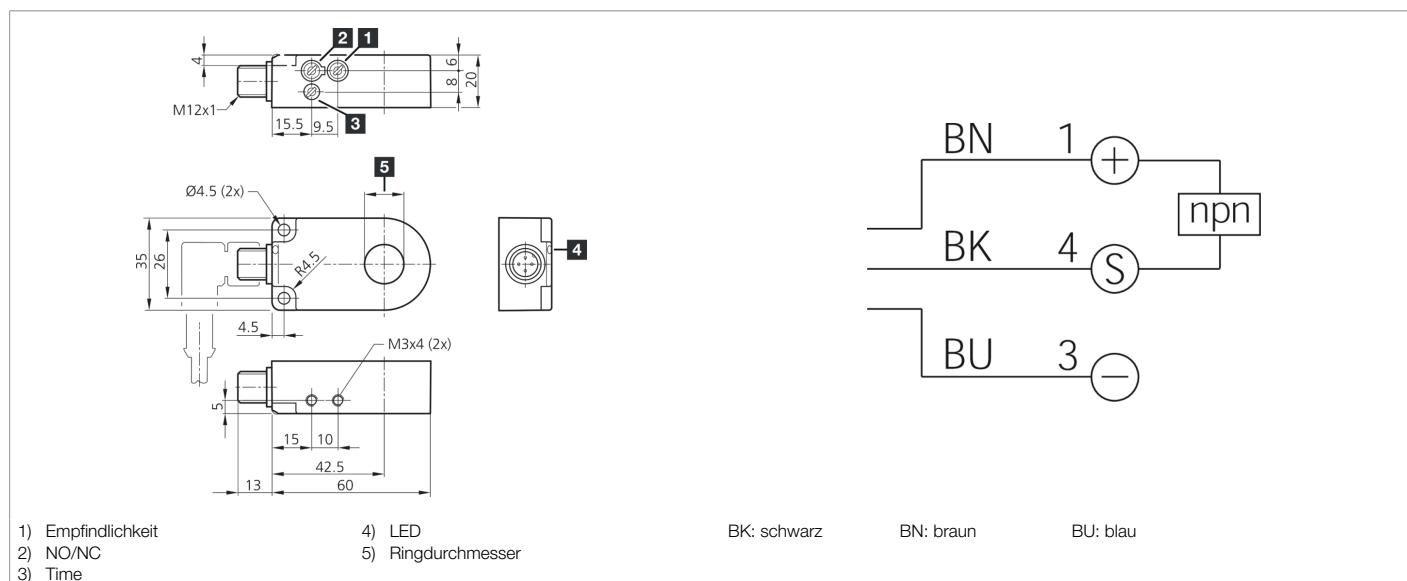 2 1
4
6
8
20
M12x1
15.5 9.5
3
5
Ø4.5 (2x)
35
26
R4.5
4
4.5
M3x4 (2x)
5
15 10
42.5
13 60
BN 1 +
npn
BK 4 S
BU 3 −
1) Empfindlichkeit
2) NO/NC
3) Time
4) LED
5) Ringdurchmesser
BK: schwarz BN: braun BU: blau